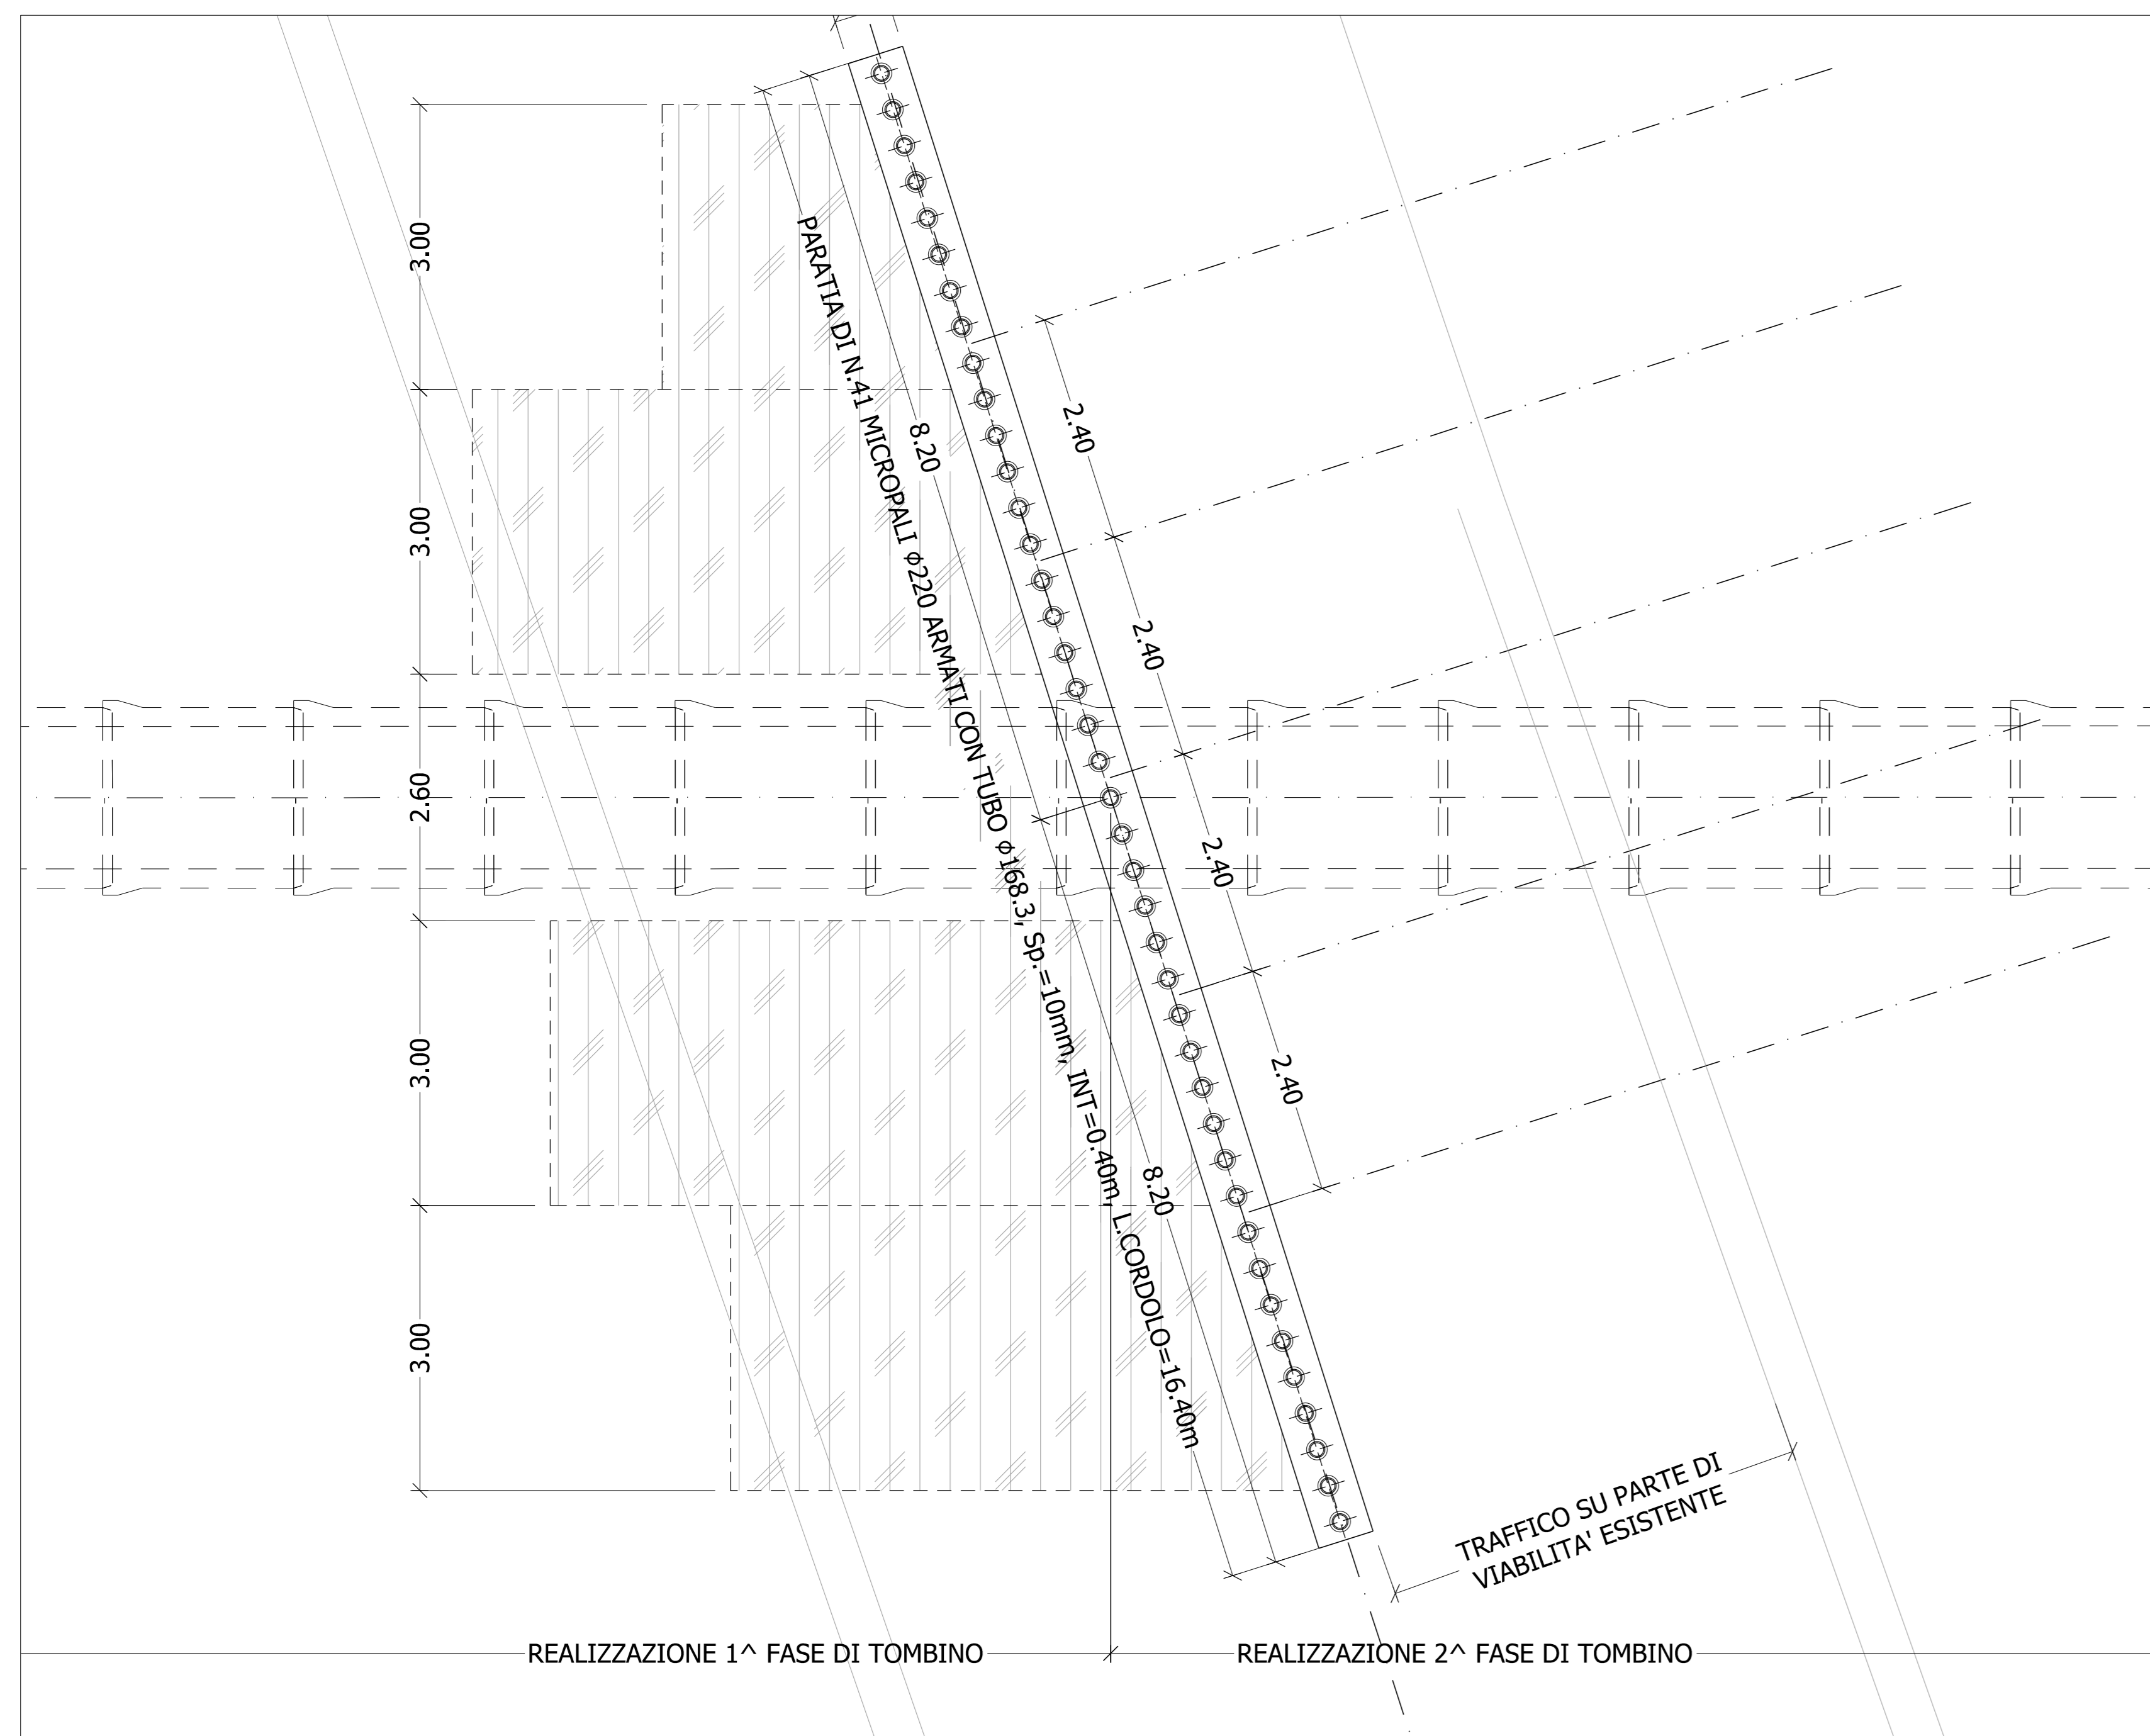 3.00
3.00
2.60
3.00
3.00
PARATIA DI N.41 MICROPALI ϕ220 ARMATI CON TUBO ϕ168.3, Sp.=10mm, INT=0.40m, L.CORDOLO=16.40m
8.20
8.20
2.40
2.40
2.40
2.40
TRAFFICO SU PARTE DI
VIABILITA' ESISTENTE
REALIZZAZIONE 1^ FASE DI TOMBINO
REALIZZAZIONE 2^ FASE DI TOMBINO